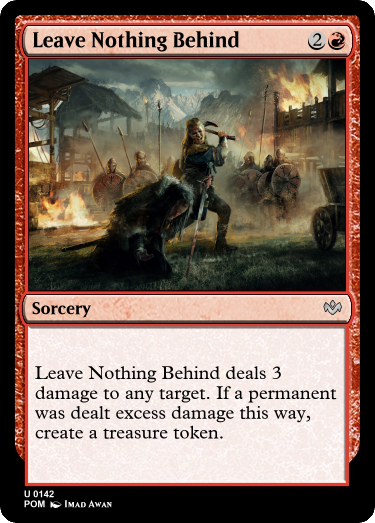 Leave Nothing Behind 2
Sorcery
Leave Nothing Behind deals 3
damage to any target. If a permanent
was dealt excess damage this way,
create a treasure token.
U 0142
POM Imad Awan